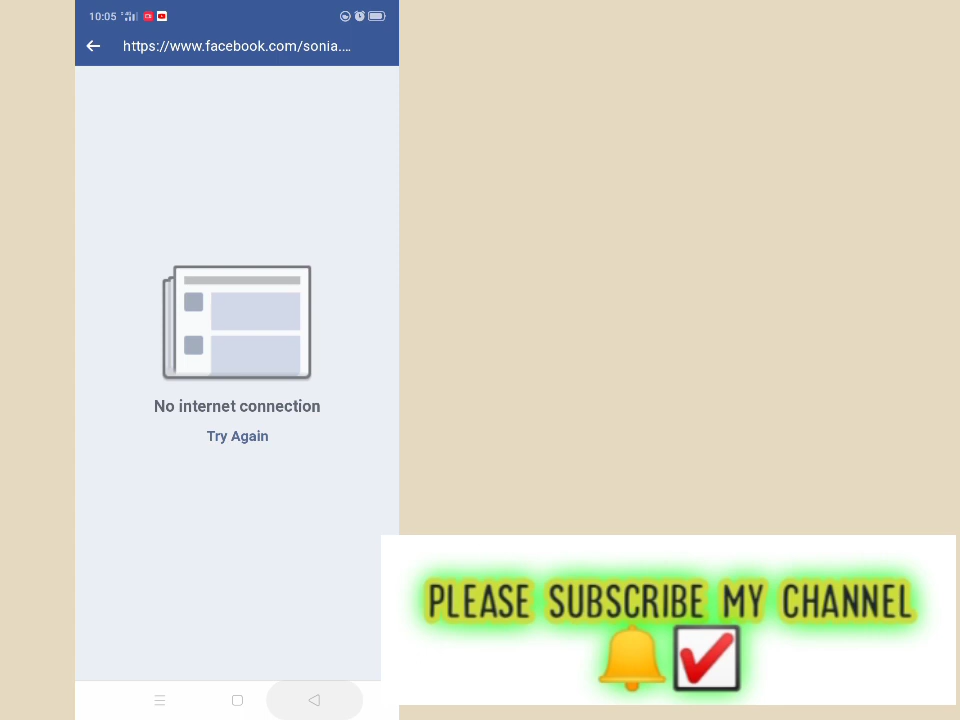 10:05
https://www.facebook.com/sonia....
No internet connection
Try Again
PLEASE SUBSCRIBE MY CHANNEL